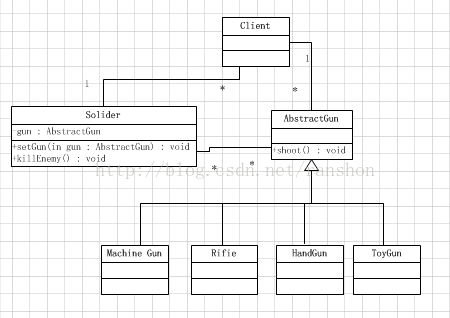 Client
1
1
*
*
Solider
-gun : AbstractGun
+setGun(in gun : AbstractGun) : void
+killEnemy() : void
AbstractGun
+shoot() : void
*
*
Machine Gun
Rifie
HandGun
ToyGun